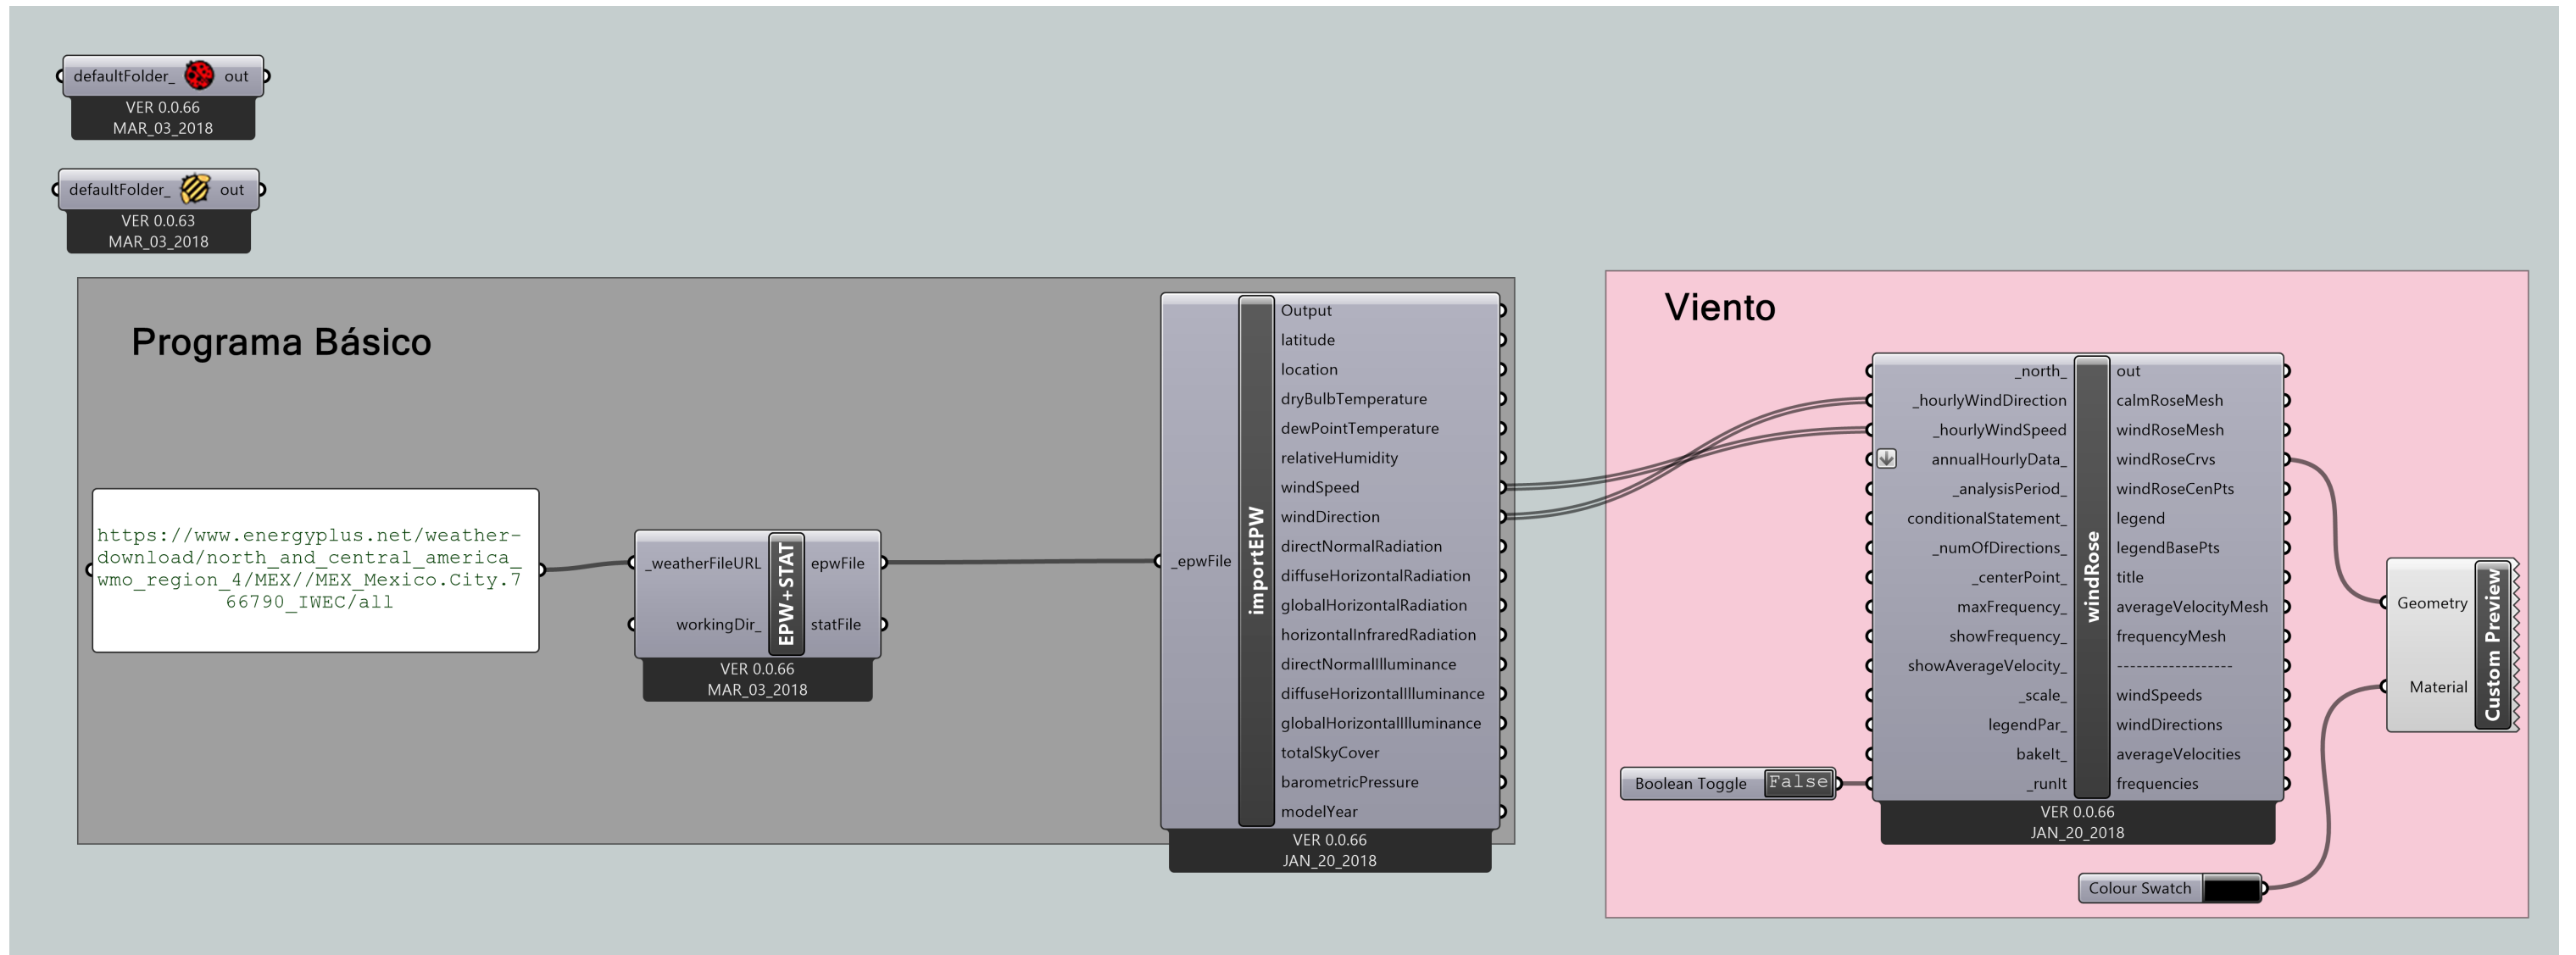 defaultFolder_ out
VER 0.0.66
MAR_03_2018
defaultFolder_ out
VER 0.0.63
MAR_03_2018
Programa Básico
https://www.energyplus.net/weather-
download/north_and_central_america_
wmo_region_4/MEX//MEX_Mexico.City.7
66790_IWEC/all
_weatherFileURL
workingDir_
EPW+STAT
epwFile
statFile
VER 0.0.66
MAR_03_2018
_epwFile
importEPW
Output
latitude
location
dryBulbTemperature
dewPointTemperature
relativeHumidity
windSpeed
windDirection
directNormalRadiation
diffuseHorizontalRadiation
globalHorizontalRadiation
horizontalInfraredRadiation
directNormalIlluminance
diffuseHorizontalIlluminance
globalHorizontalIlluminance
totalSkyCover
barometricPressure
modelYear
VER 0.0.66
JAN_20_2018
Viento
_north_
_hourlyWindDirection
_hourlyWindSpeed
annualHourlyData_
_analysisPeriod_
conditionalStatement_
_numOfDirections_
_centerPoint_
maxFrequency_
showFrequency_
showAverageVelocity_
_scale_
legendPar_
bakeIt_
_runIt
windRose
out
calmRoseMesh
windRoseMesh
windRoseCrvs
windRoseCenPts
legend
legendBasePts
title
averageVelocityMesh
frequencyMesh
------------------
windSpeeds
windDirections
averageVelocities
frequencies
VER 0.0.66
JAN_20_2018
Boolean Toggle False
Colour Swatch
Geometry
Material
Custom Preview